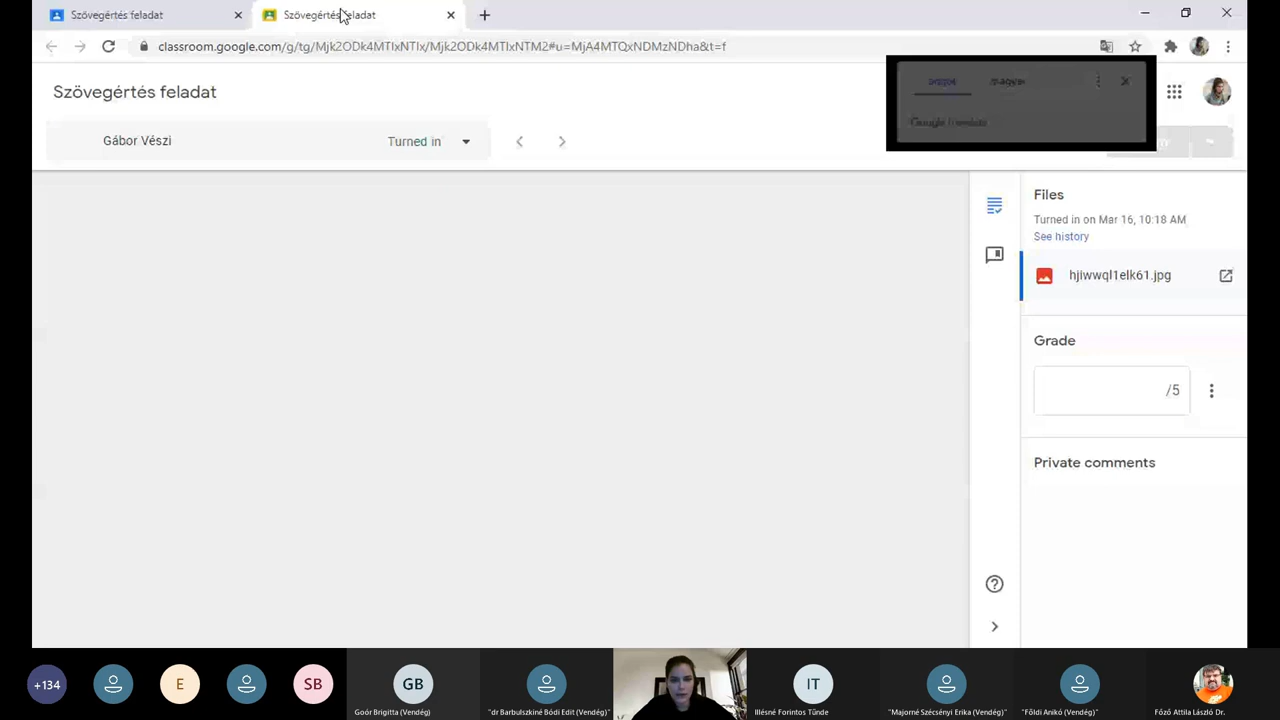 Szövegértés feladat
Szövegértés feladat
classroom.google.com/g/tg/Mjk2ODk4MTIxNTIx/Mjk2ODk4MTIxNTM2#u=MjA4MTQxNDMzNDha&t=f
Szövegértés feladat
magyar
Google
Gábor Vészi
Turned in
Files
Turned in on Mar 16, 10:18 AM
See history
hjiwwql1elk61.jpg
Grade
/5
Private comments
+134
E
SB
GB
IT
Goór Brigitta (Vendég)
"dr Barbulszkiné Bódi Edit (Vendég)"
Illésné Forintos Tünde
"Majorné Szécsényi Erika (Vendég)"
"Földi Anikó (Vendég)"
Főző Attila László Dr.